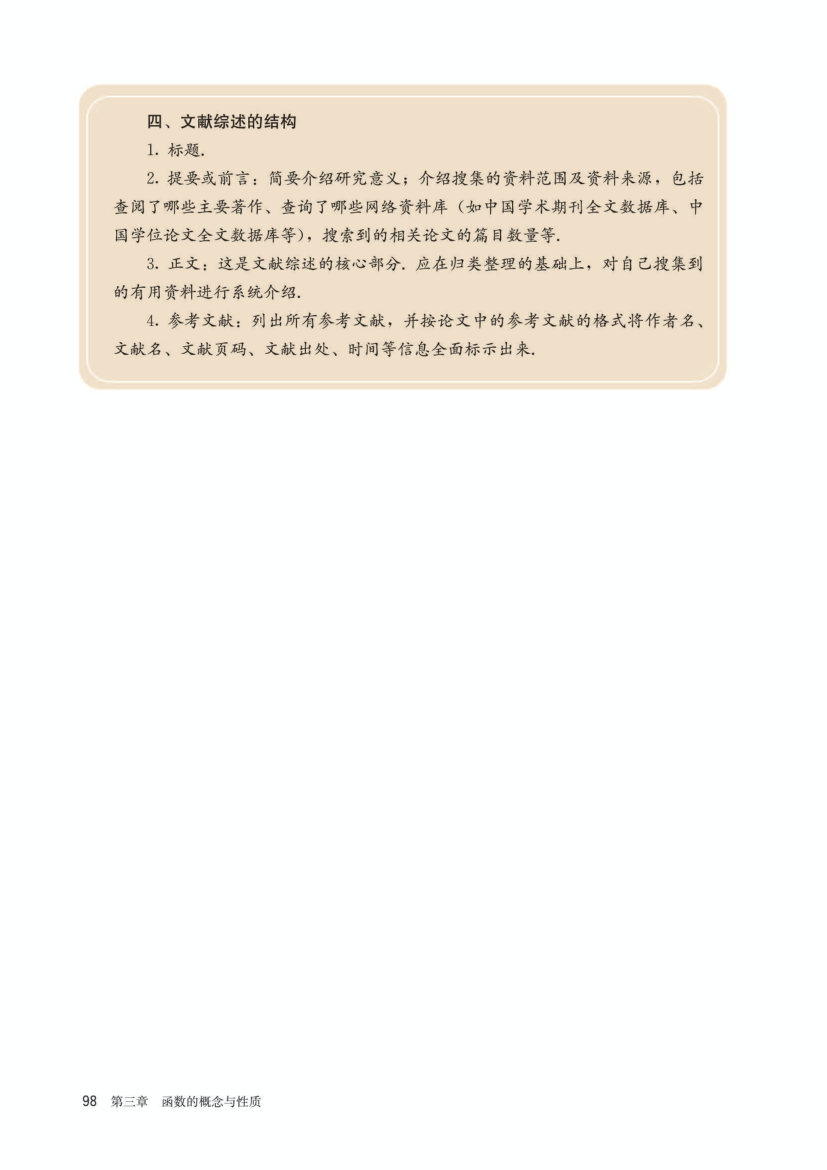 四、文献综述的结构
1. 标题.
2. 提要或前言：简要介绍研究意义；介绍搜集的资料范围及资料来源，包括
查阅了哪些主要著作、查询了哪些网络资料库（如中国学术期刊全文数据库、中
国学位论文全文数据库等），搜索到的相关论文的篇目数量等.
3. 正文：这是文献综述的核心部分. 应在归类整理的基础上，对自己搜集到
的有用资料进行系统介绍.
4. 参考文献：列出所有参考文献，并按论文中的参考文献的格式将作者名、
文献名、文献页码、文献出处、时间等信息全面标示出来.
98 第三章 函数的概念与性质